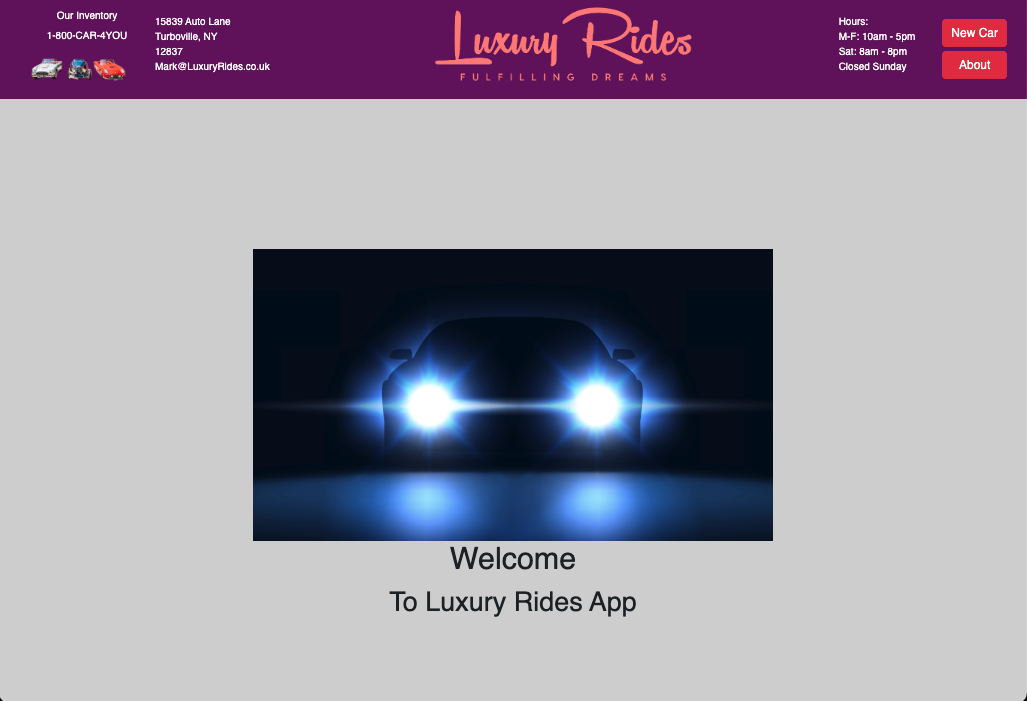 Our Inventory
1-800-CAR-4YOU
15839 Auto Lane
Turboville, NY
12837
Mark@LuxuryRides.co.uk
Luxury Rides
FULFILLING DREAMS
Hours:
M-F: 10am - 5pm
Sat: 8am - 8pm
Closed Sunday
New Car
About
Welcome
To Luxury Rides App